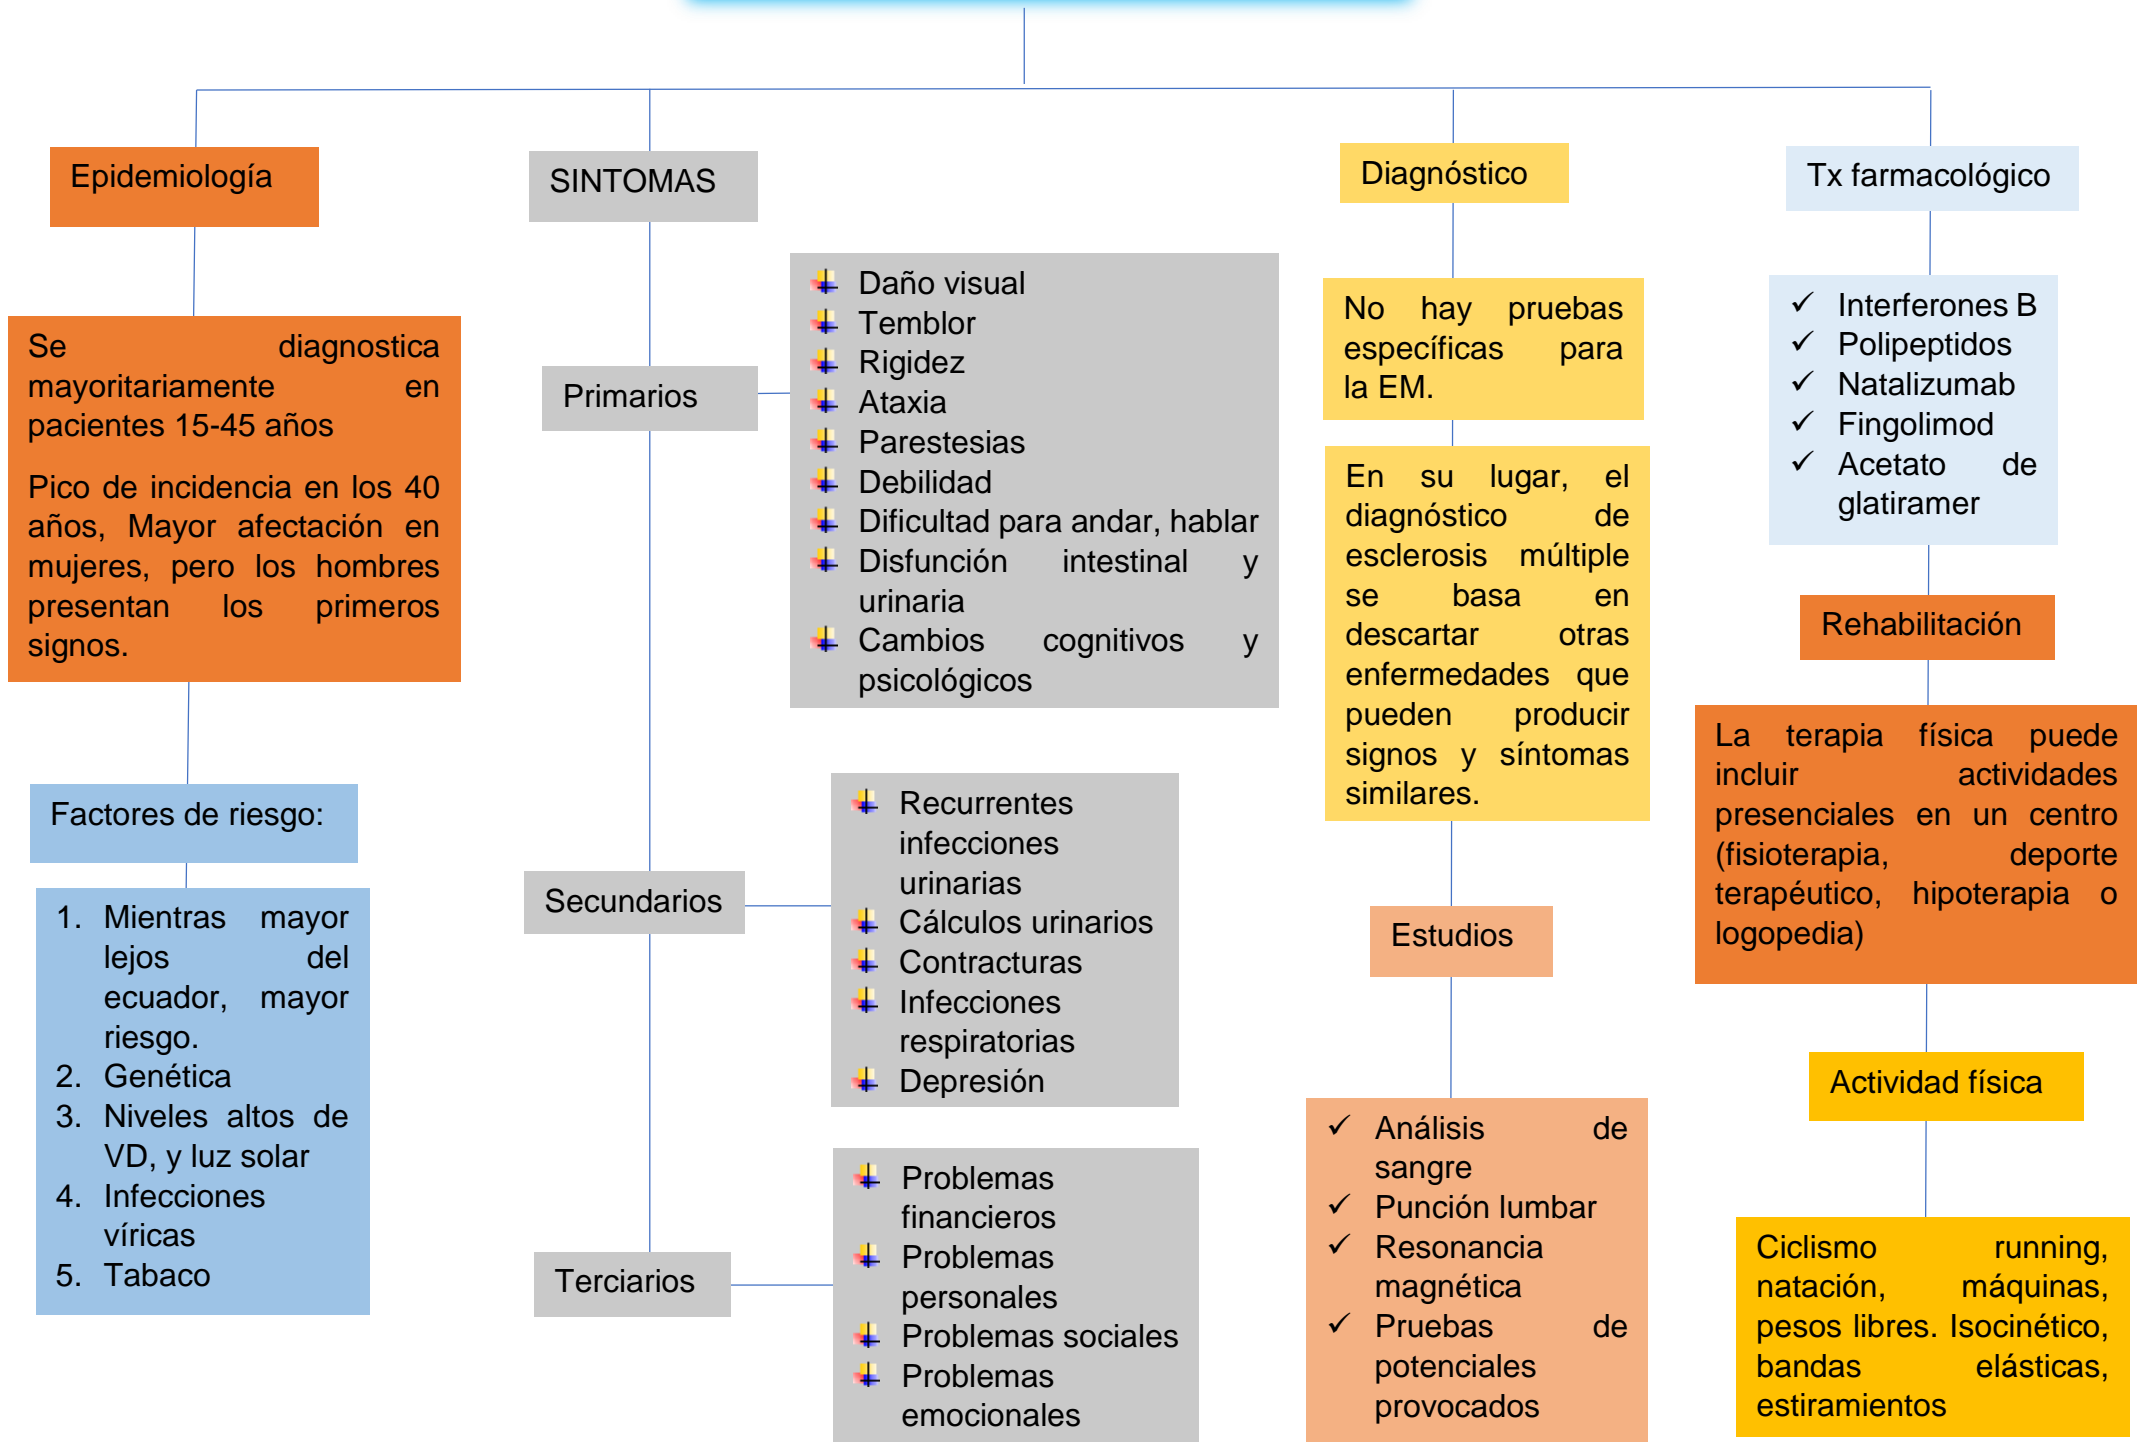 Epidemiología
Se diagnostica
mayoritariamente en
pacientes 15-45 años
Pico de incidencia en los 40
años, Mayor afectación en
mujeres, pero los hombres
presentan los primeros
signos.
Factores de riesgo:
1. Mientras mayor
lejos del
ecuador, mayor
riesgo.
2. Genética
3. Niveles altos de
VD, y luz solar
4. Infecciones
víricas
5. Tabaco
SINTOMAS
Primarios
Daño visual
Temblor
Rigidez
Ataxia
Parestesias
Debilidad
Dificultad para andar, hablar
Disfunción intestinal y
urinaria
Cambios cognitivos y
psicológicos
Secundarios
Recurrentes
infecciones
urinarias
Cálculos urinarios
Contracturas
Infecciones
respiratorias
Depresión
Terciarios
Problemas
financieros
Problemas
personales
Problemas sociales
Problemas
emocionales
Diagnóstico
No hay pruebas
específicas para
la EM.
En su lugar, el
diagnóstico de
esclerosis múltiple
se basa en
descartar otras
enfermedades que
pueden producir
signos y síntomas
similares.
Estudios
✓ Análisis de
sangre
✓ Punción lumbar
✓ Resonancia
magnética
✓ Pruebas de
potenciales
provocados
Tx farmacológico
✓ Interferones B
✓ Polipeptidos
✓ Natalizumab
✓ Fingolimod
✓ Acetato de
glatiramer
Rehabilitación
La terapia física puede
incluir actividades
presenciales en un centro
(fisioterapia, deporte
terapéutico, hipoterapia o
logopedia)
Actividad física
Ciclismo running,
natación, máquinas,
pesos libres. Isocinético,
bandas elásticas,
estiramientos